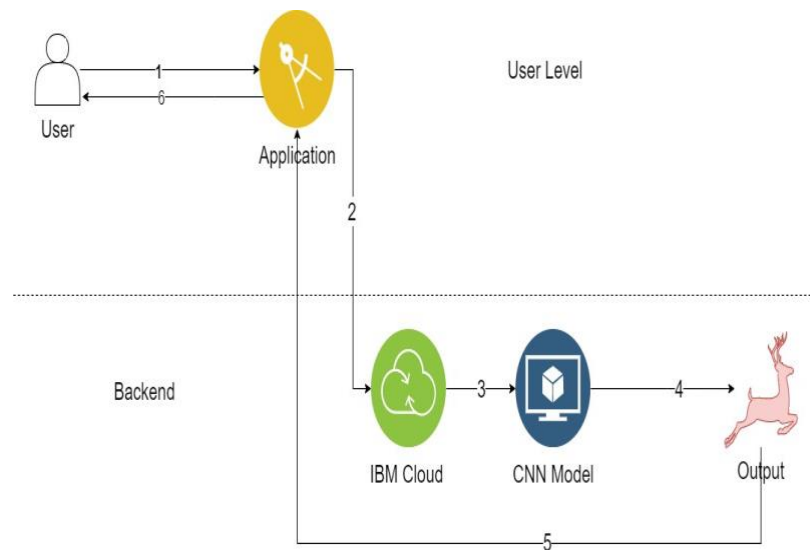 1
User Level
6
User
Application
2
Backend
3
4
IBM Cloud
CNN Model
Output
5